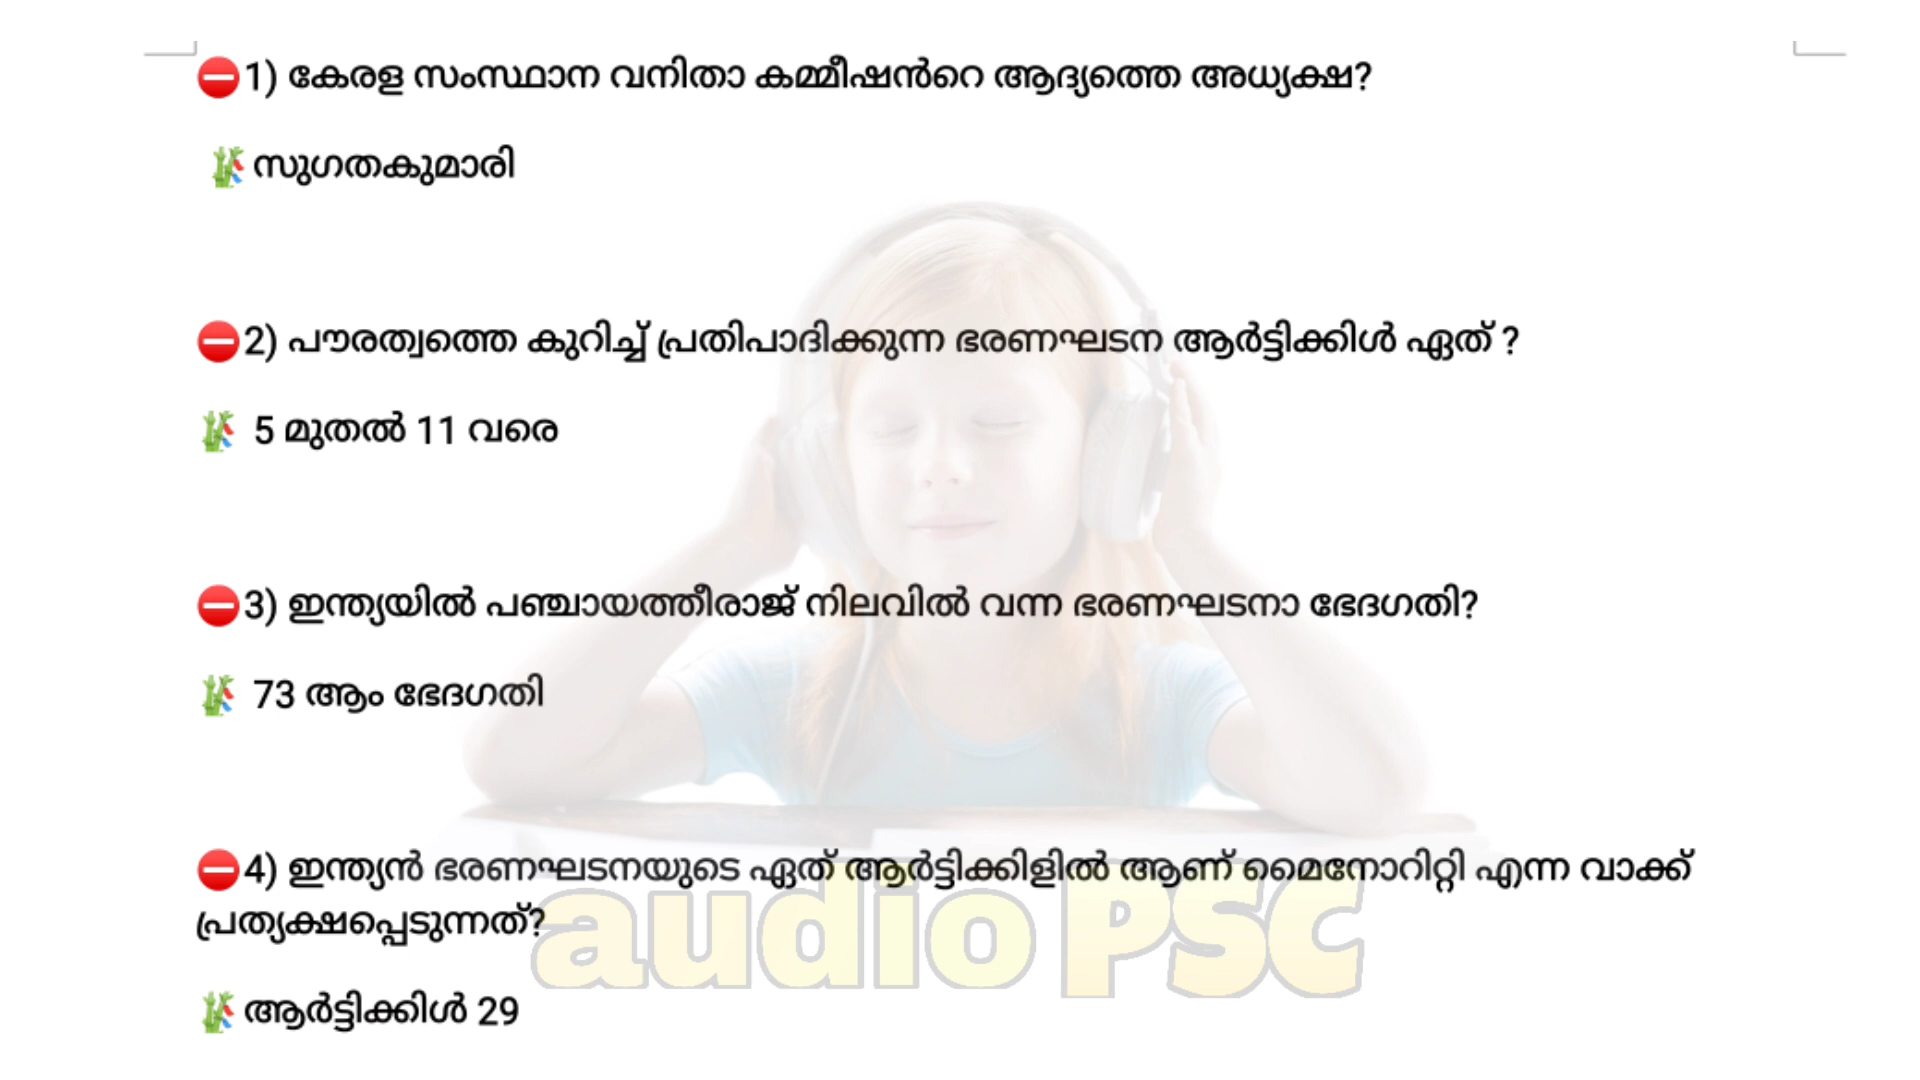 ⛔1) കേരള സംസ്ഥാന വനിതാ കമ്മീഷൻറെ ആദ്യത്തെ അധ്യക്ഷ?
🎋സുഗതകുമാരി
⛔2) പൗരത്വത്തെ കുറിച്ച് പ്രതിപാദിക്കുന്ന ഭരണഘടന ആർട്ടിക്കിൾ ഏത് ?
🎋 5 മുതൽ 11 വരെ
⛔3) ഇന്ത്യയിൽ പഞ്ചായത്തീരാജ് നിലവിൽ വന്ന ഭരണഘടനാ ഭേദഗതി?
🎋 73 ആം ഭേദഗതി
⛔4) ഇന്ത്യൻ ഭരണഘടനയുടെ ഏത് ആർട്ടിക്കിളിൽ ആണ് മൈനോറിറ്റി എന്ന വാക്ക്
പ്രത്യക്ഷപ്പെടുന്നത്?
audio PSC
🎋ആർട്ടിക്കിൾ 29